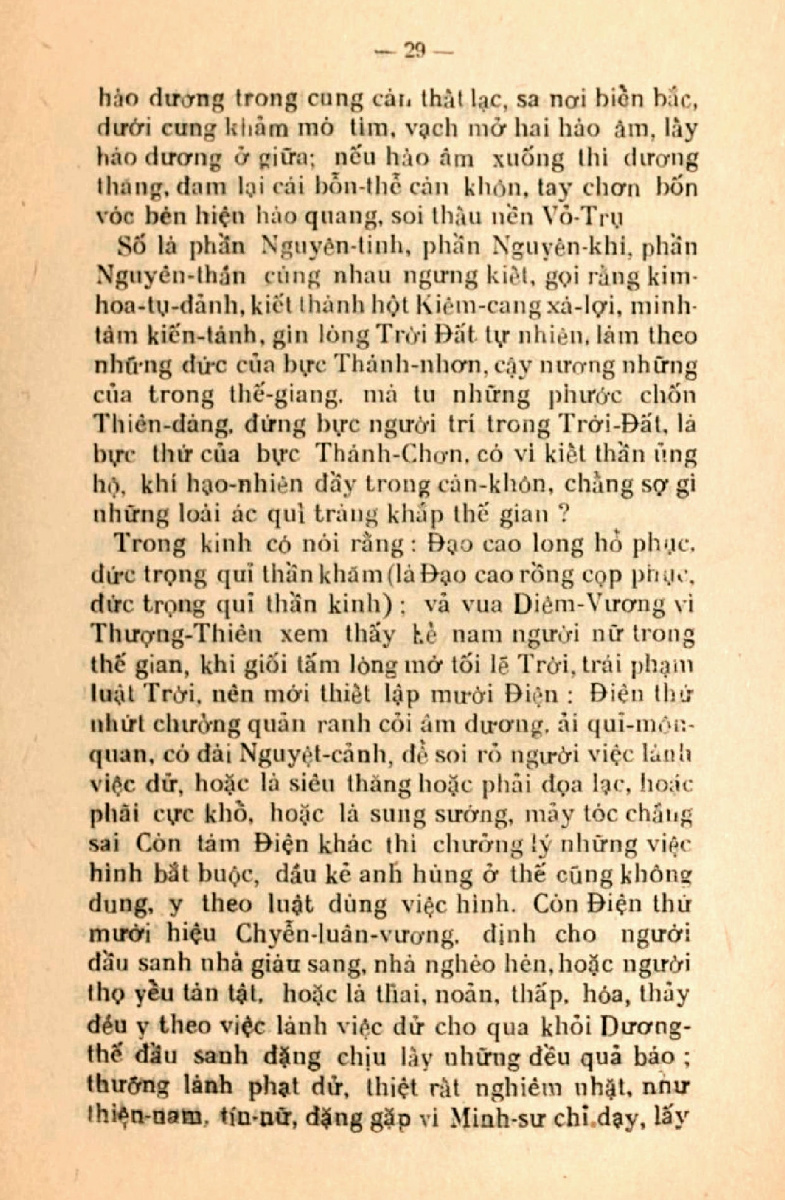 — 29 —
hào dương trong cung càn thất lạc, sa nơi biển bắc,
dưới cung khảm mò tìm, vạch mở hai hào âm, lấy
hào dương ở giữa; nếu hào âm xuống thì dương
thăng, đam lại cái bổn-thể càn khôn, tay chơn bốn
vóc bèn hiện hào quang, soi thấu nền Vỏ-Trụ
Số là phần Nguyên-tinh, phần Nguyên-khí, phần
Nguyên-thần cùng nhau ngưng kiết, gọi rằng kim-
hoa-tụ-đảnh, kiết thành hột Kiêm-cang xá-lợi, minh-
tâm kiến-tánh, gìn lòng Trời Đất tự nhiên, làm theo
những đức của bực Thánh-nhơn, cậy nương những
của trong thế-giang, mà tu những phước chốn
Thiên-đàng, đứng bực người trí trong Trời-Đất, là
bực thứ của bực Thánh-Chơn, có vì kiết thần ủng
hộ, khí hạo-nhiên đầy trong càn-khôn, chẳng sợ gì
những loài ác quỉ tràng khắp thế gian ?
Trong kinh có nói rằng : Đạo cao long hổ phục,
đức trọng quỉ thần khâm (là Đạo cao rồng cọp phục,
đức trọng quỉ thần kinh) ; vả vua Diêm-Vương vì
Thượng-Thiên xem thấy kẻ nam người nữ trong
thế gian, khi giối tấm lòng mờ tối lẽ Trời, trái phạm
luật Trời, nên mới thiết lập mười Điện : Điện thứ
nhứt chưởng quản ranh cỏi âm dương, ải quỉ-môn-
quan, có đài Nguyệt-cảnh, để soi rỏ người việc lành
việc dử, hoặc là siêu thăng hoặc phải đọa lạc, hoặc
phải cực khổ, hoặc là sung sướng, mảy tóc chẳng
sai Còn tám Điện khác thì chưởng lý những việc
hình bắt buộc, dầu kẻ anh hùng ở thế cũng không
dung, y theo luật dùng việc hình. Còn Điện thứ
mười hiệu Chyễn-luân-vương, định cho người
đầu sanh nhà giàu sang, nhà nghèo hèn, hoặc người
thọ yểu tàn tật, hoặc là thai, noản, thấp, hóa, thảy
đều y theo việc lành việc dử cho qua khỏi Dương-
thế đầu sanh đặng chịu lấy những đều quả báo ;
thưởng lành phạt dử, thiệt rất nghiêm nhặt, như
thiện-nam, tín-nữ, đặng gặp vì Minh-sư chỉ dạy, lấy